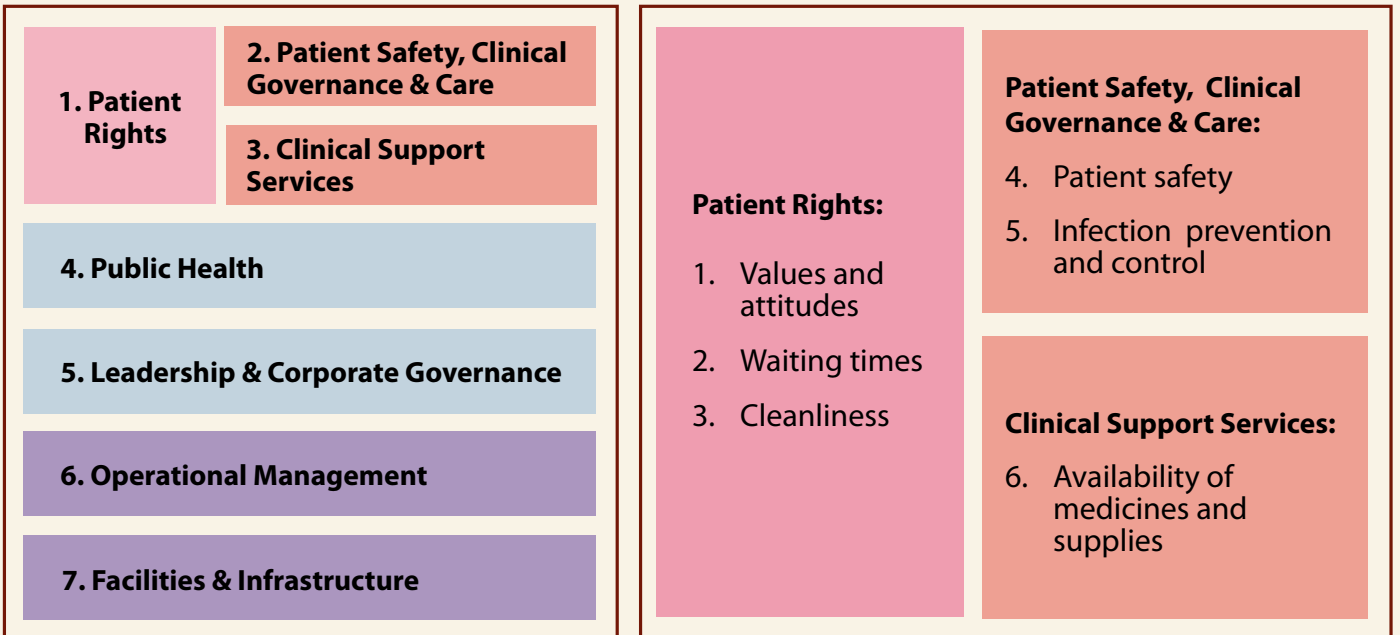 1. Patient
Rights
2. Patient Safety, Clinical
Governance & Care
3. Clinical Support
Services
4. Public Health
5. Leadership & Corporate Governance
6. Operational Management
7. Facilities & Infrastructure
Patient Rights:
1. Values and
attitudes
2. Waiting times
3. Cleanliness
Patient Safety, Clinical
Governance & Care:
4. Patient safety
5. Infection prevention
and control
Clinical Support Services:
6. Availability of
medicines and
supplies